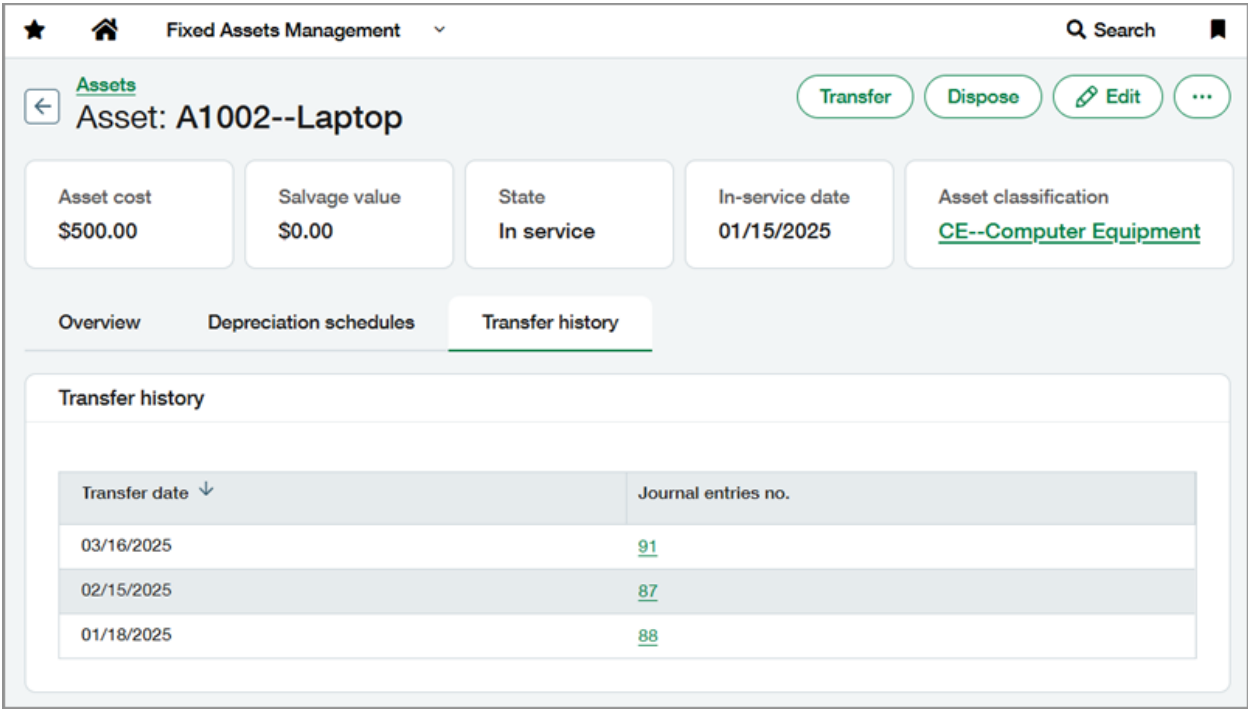 Fixed Assets Management Search
Assets
Asset: A1002--Laptop
Transfer Dispose Edit ...
Asset cost Salvage value State In-service date Asset classification
$500.00 $0.00 In service 01/15/2025 CE--Computer Equipment
Overview Depreciation schedules Transfer history
Transfer history
Transfer date Journal entries no.
03/16/2025 91
02/15/2025 87
01/18/2025 88